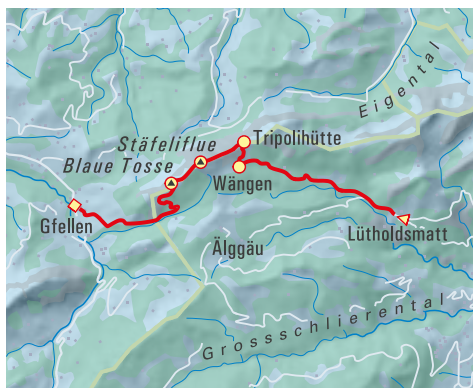 Eigental
Stäfeliflue
Tripolihütte
Blaue Tosse
Wängen
Gfellen
Lütholdsmatt
Älggäu
Grossschlierental